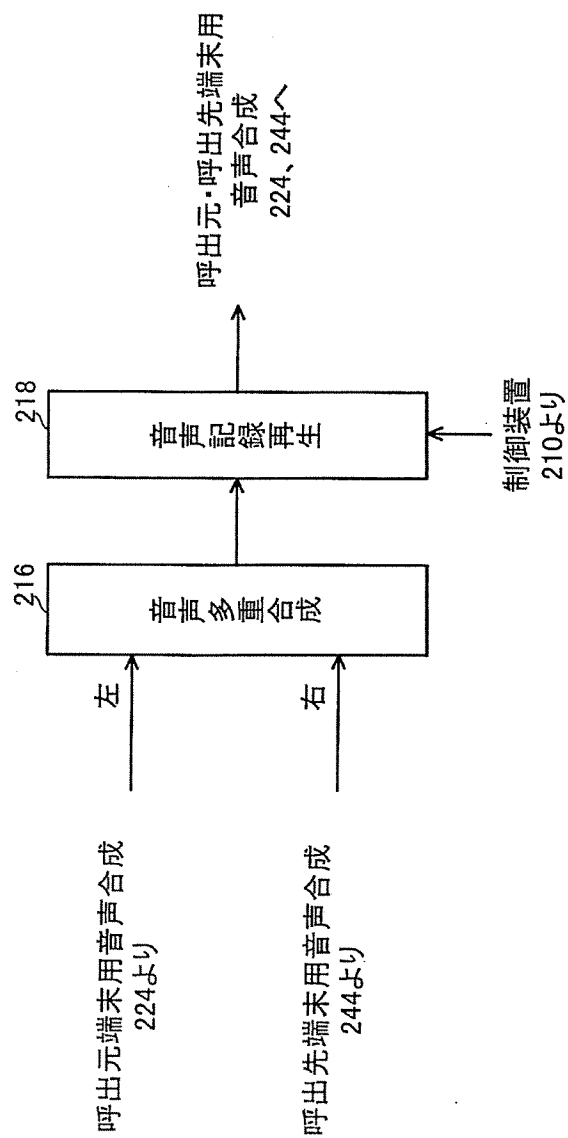 呼出元端末用音声合成
224より
呼出先端末用音声合成
244より
左
右
216
音声多重合成
218
音声記録再生
制御装置
210より
呼出元・呼出先端末用
音声合成
224、244へ